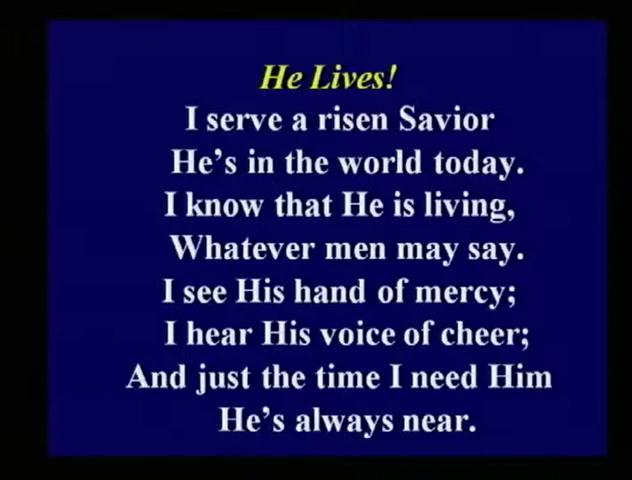 He Lives!
I serve a risen Savior
He's in the world today.
I know that He is living,
Whatever men may say.
I see His hand of mercy;
I hear His voice of cheer;
And just the time I need Him
He's always near.